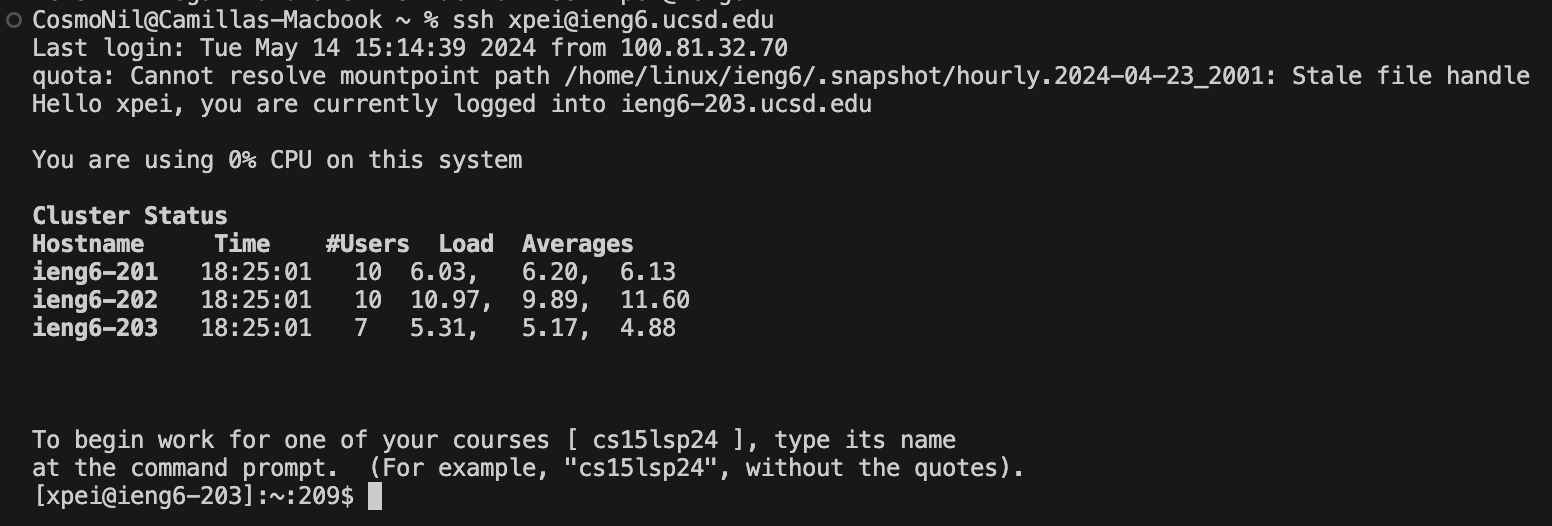 CosmoNil@Camillas-Macbook ~ % ssh xpei@ieng6.ucsd.edu
Last login: Tue May 14 15:14:39 2024 from 100.81.32.70
quota: Cannot resolve mountpoint path /home/linux/ieng6/.snapshot/hourly.2024-04-23_2001: Stale file handle
Hello xpei, you are currently logged into ieng6-203.ucsd.edu
You are using 0% CPU on this system
Cluster Status
Hostname     Time    #Users  Load  Averages
ieng6-201   18:25:01   10  6.03,   6.20,  6.13
ieng6-202   18:25:01   10  10.97,  9.89,  11.60
ieng6-203   18:25:01   7   5.31,   5.17,  4.88
To begin work for one of your courses [ cs15lsp24 ], type its name
at the command prompt.  (For example, "cs15lsp24", without the quotes).
[xpei@ieng6-203]:~:209$